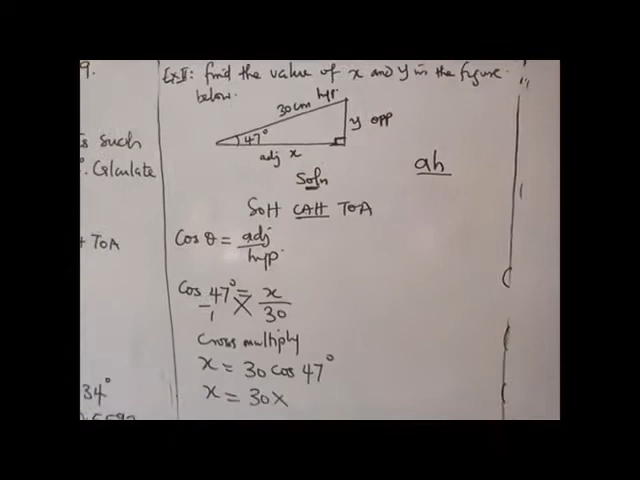 9.
Ex II: find the value of x and y in the figure
below.
30cm hyp
y opp
47°
adj x
such
. Calculate
Soln
ah
SOH CAH TOA
TOA
Cos θ = adj
hyp.
Cos 47° = x
1 30
Cross multiply
x = 30 cos 47°
34°
x = 30 x